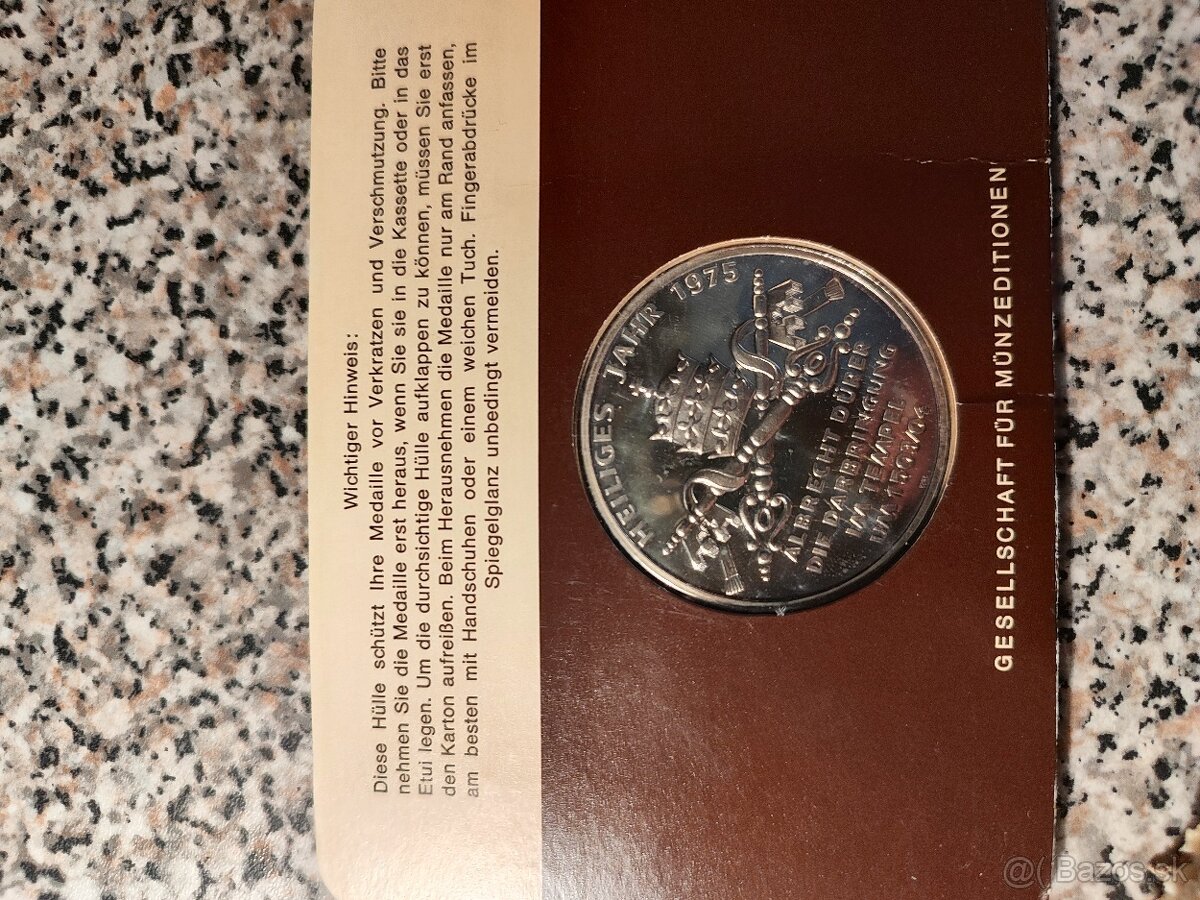 Wichtiger Hinweis:
Diese Hülle schützt Ihre Medaille vor Verkratzen und Verschmutzung. Bitte
nehmen Sie die Medaille erst heraus, wenn Sie sie in die Kassette oder in das
Etui legen. Um die durchsichtige Hülle aufklappen zu können, müssen Sie erst
den Karton aufreißen. Beim Herausnehmen die Medaille nur am Rand anfassen,
am besten mit Handschuhen oder einem weichen Tuch. Fingerabdrücke im
Spiegelglanz unbedingt vermeiden.
HEILIGES JAHR 1975
ALBRECHT DÜRER
DIE DARBRINGUNG
IM TEMPEL
UM 1503/04
GESELLSCHAFT FÜR MÜNZEDITIONEN
Bazos.sk